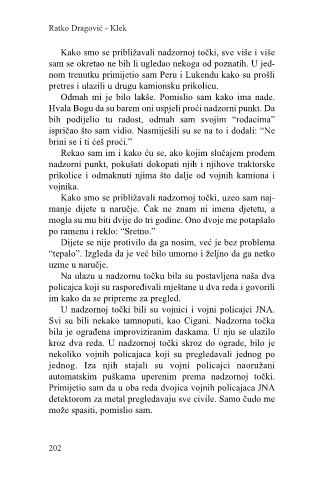 Ratko Dragović - Klek
Kako smo se približavali nadzornoj točki, sve više i više
sam se okretao ne bih li ugledao nekoga od poznatih. U jed-
nom trenutku primijetio sam Peru i Lukendu kako su prošli
pretres i ulazili u drugu kamionsku prikolicu.
Odmah mi je bilo lakše. Pomislio sam kako ima nade.
Hvala Bogu da su barem oni uspjeli proći nadzorni punkt. Da
bih podijelio tu radost, odmah sam svojim “rođacima”
ispričao što sam vidio. Nasmiješili su se na to i dodali: “Ne
brini se i ti ćeš proći.”
Rekao sam im i kako ću se, ako kojim slučajem prođem
nadzorni punkt, pokušati dokopati njih i njihove traktorske
prikolice i odmaknuti njima što dalje od vojnih kamiona i
vojnika.
Kako smo se približavali nadzornoj točki, uzeo sam naj-
manje dijete u naručje. Čak ne znam ni imena djetetu, a
mogla su mu biti dvije do tri godine. Ono dvoje me potapšalo
po ramenu i reklo: “Sretno.”
Dijete se nije protivilo da ga nosim, već je bez problema
“tepalo”. Izgleda da je već bilo umorno i željno da ga netko
uzme u naručje.
Na ulazu u nadzornu točku bila su postavljena naša dva
policajca koji su raspoređivali mještane u dva reda i govorili
im kako da se pripreme za pregled.
U nadzornoj točki bili su vojnici i vojni policajci JNA.
Svi su bili nekako tamnoputi, kao Cigani. Nadzorna točka
bila je ograđena improviziranim daskama. U nju se ulazilo
kroz dva reda. U nadzornoj točki skroz do ograde, bilo je
nekoliko vojnih policajaca koji su pregledavali jednog po
jednog. Iza njih stajali su vojni policajci naoružani
automatskim puškama uperenim prema nadzornoj točki.
Primijetio sam da u oba reda dvojica vojnih policajaca JNA
detektorom za metal pregledavaju sve civile. Samo čudo me
može spasiti, pomislio sam.
202